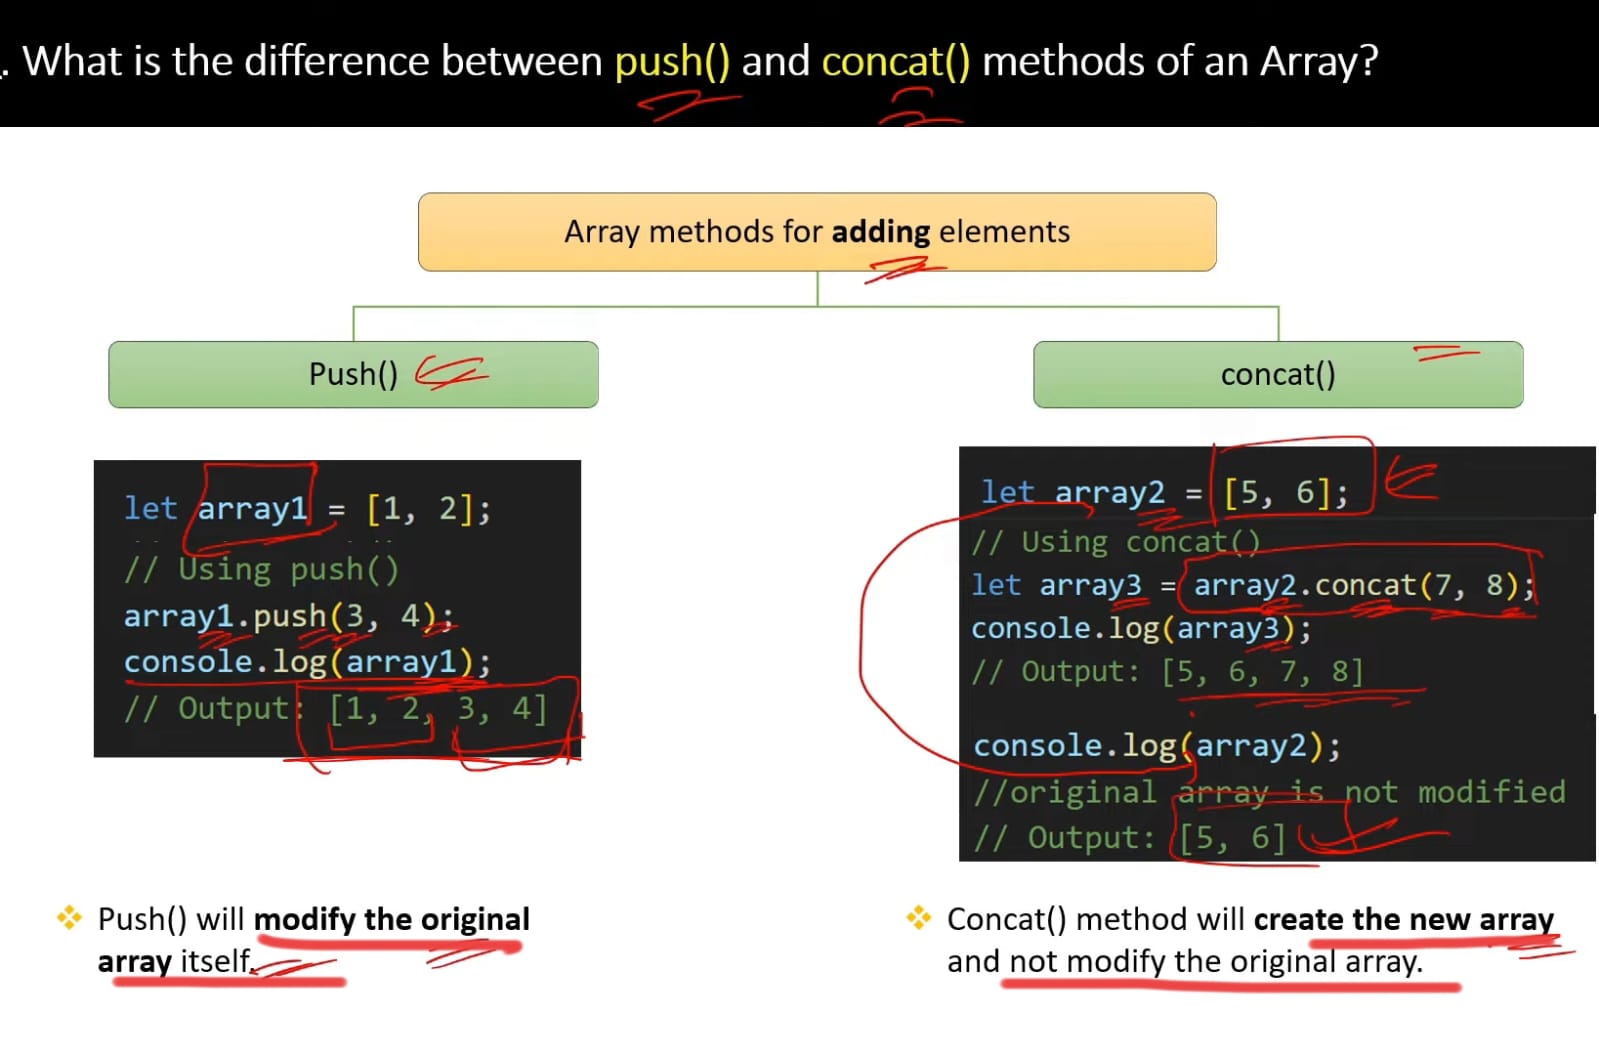 . What is the difference between push() and concat() methods of an Array?
Array methods for adding elements
Push()
let array1 = [1, 2];
// Using push()
array1.push(3, 4);
console.log(array1);
// Output: [1, 2, 3, 4]
Push() will modify the original
array itself.
concat()
let array2 = [5, 6];
// Using concat()
let array3 = array2.concat(7, 8);
console.log(array3);
// Output: [5, 6, 7, 8]
console.log(array2);
//original array is not modified
// Output: [5, 6]
Concat() method will create the new array
and not modify the original array.